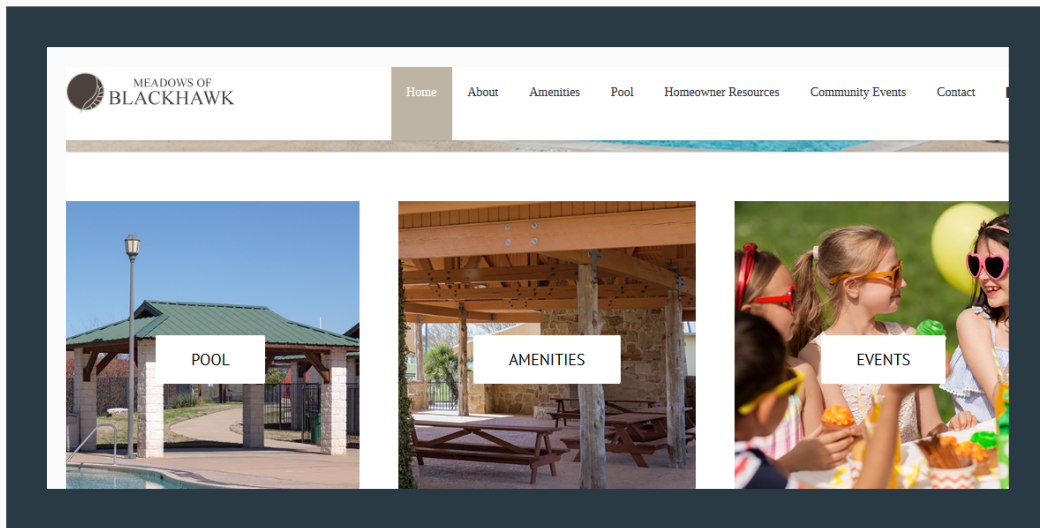 MEADOWS OF
BLACKHAWK
Home About Amenities Pool Homeowner Resources Community Events Contact
POOL AMENITIES EVENTS